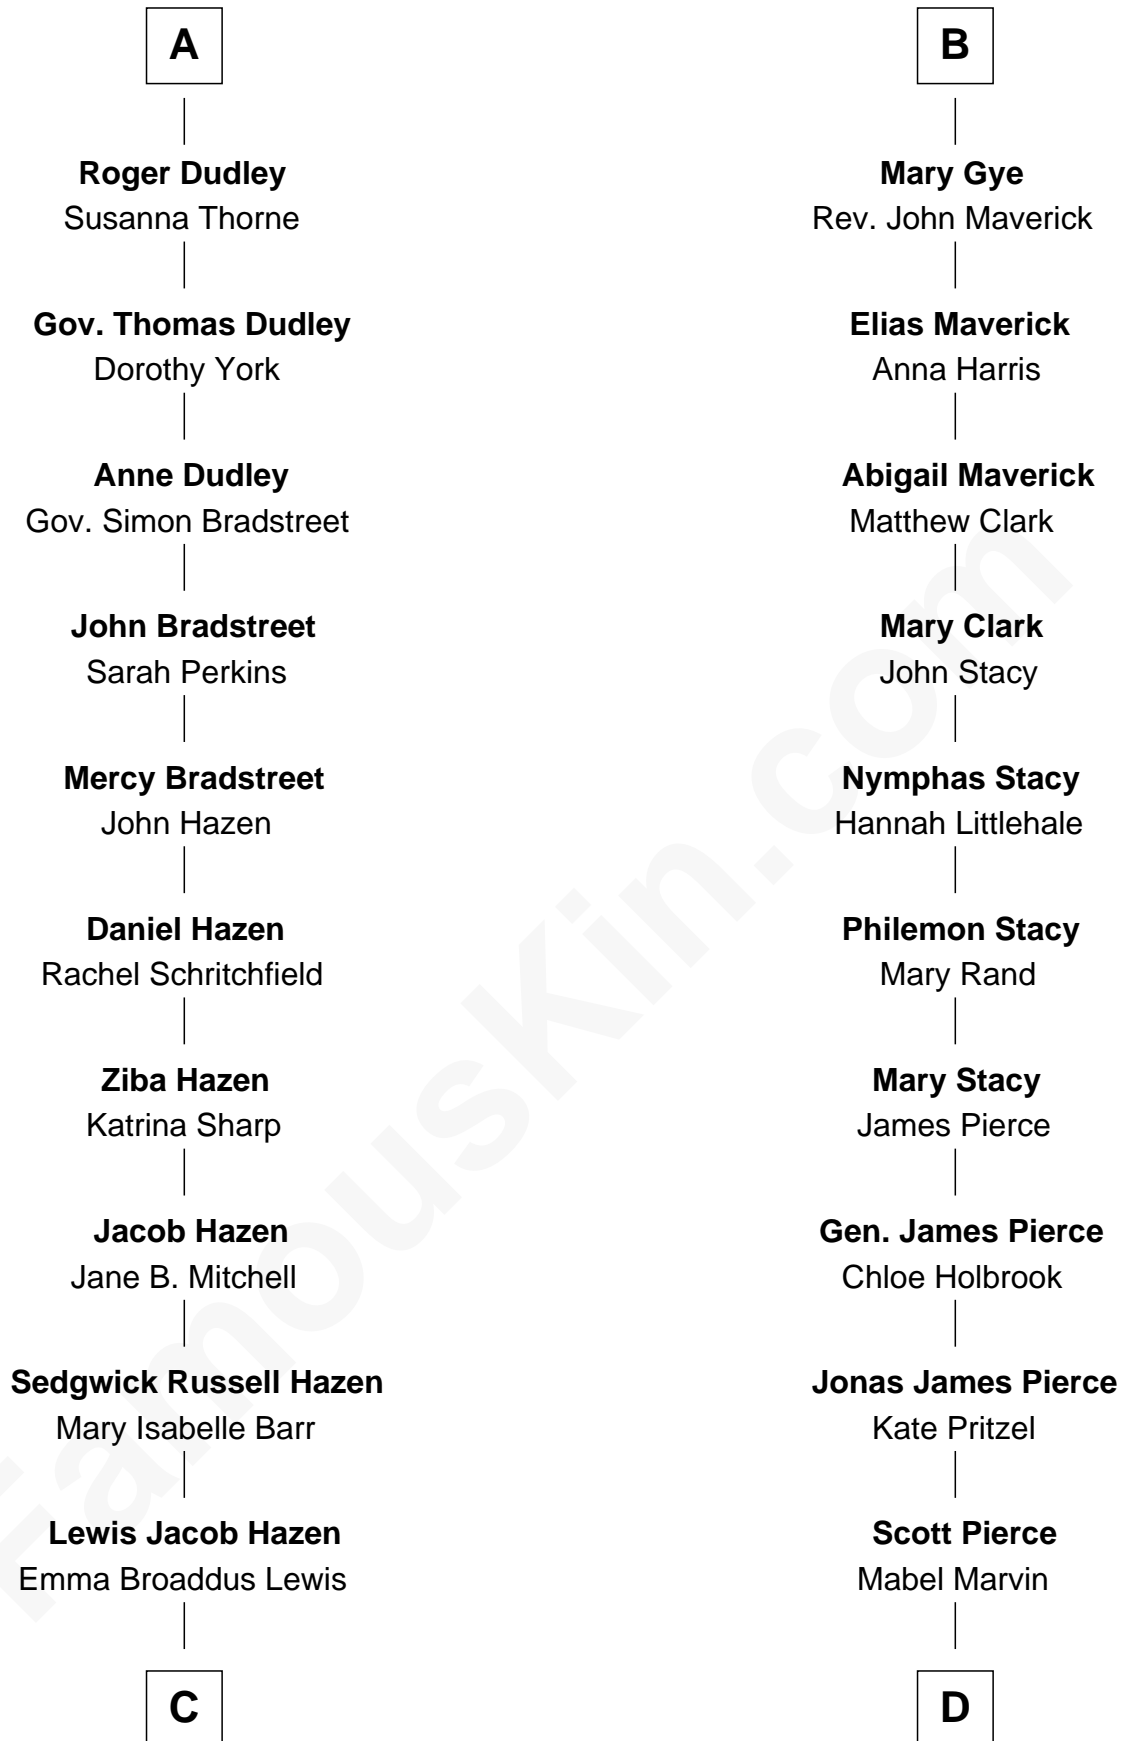 A
Roger Dudley
Susanna Thorne
Gov. Thomas Dudley
Dorothy York
Anne Dudley
Gov. Simon Bradstreet
John Bradstreet
Sarah Perkins
Mercy Bradstreet
John Hazen
Daniel Hazen
Rachel Schritchfield
Ziba Hazen
Katrina Sharp
Jacob Hazen
Jane B. Mitchell
Sedgwick Russell Hazen
Mary Isabelle Barr
Lewis Jacob Hazen
Emma Broaddus Lewis
C
B
Mary Gye
Rev. John Maverick
Elias Maverick
Anna Harris
Abigail Maverick
Matthew Clark
Mary Clark
John Stacy
Nymphas Stacy
Hannah Littlehale
Philemon Stacy
Mary Rand
Mary Stacy
James Pierce
Gen. James Pierce
Chloe Holbrook
Jonas James Pierce
Kate Pritzel
Scott Pierce
Mabel Marvin
D
FamousKin.com